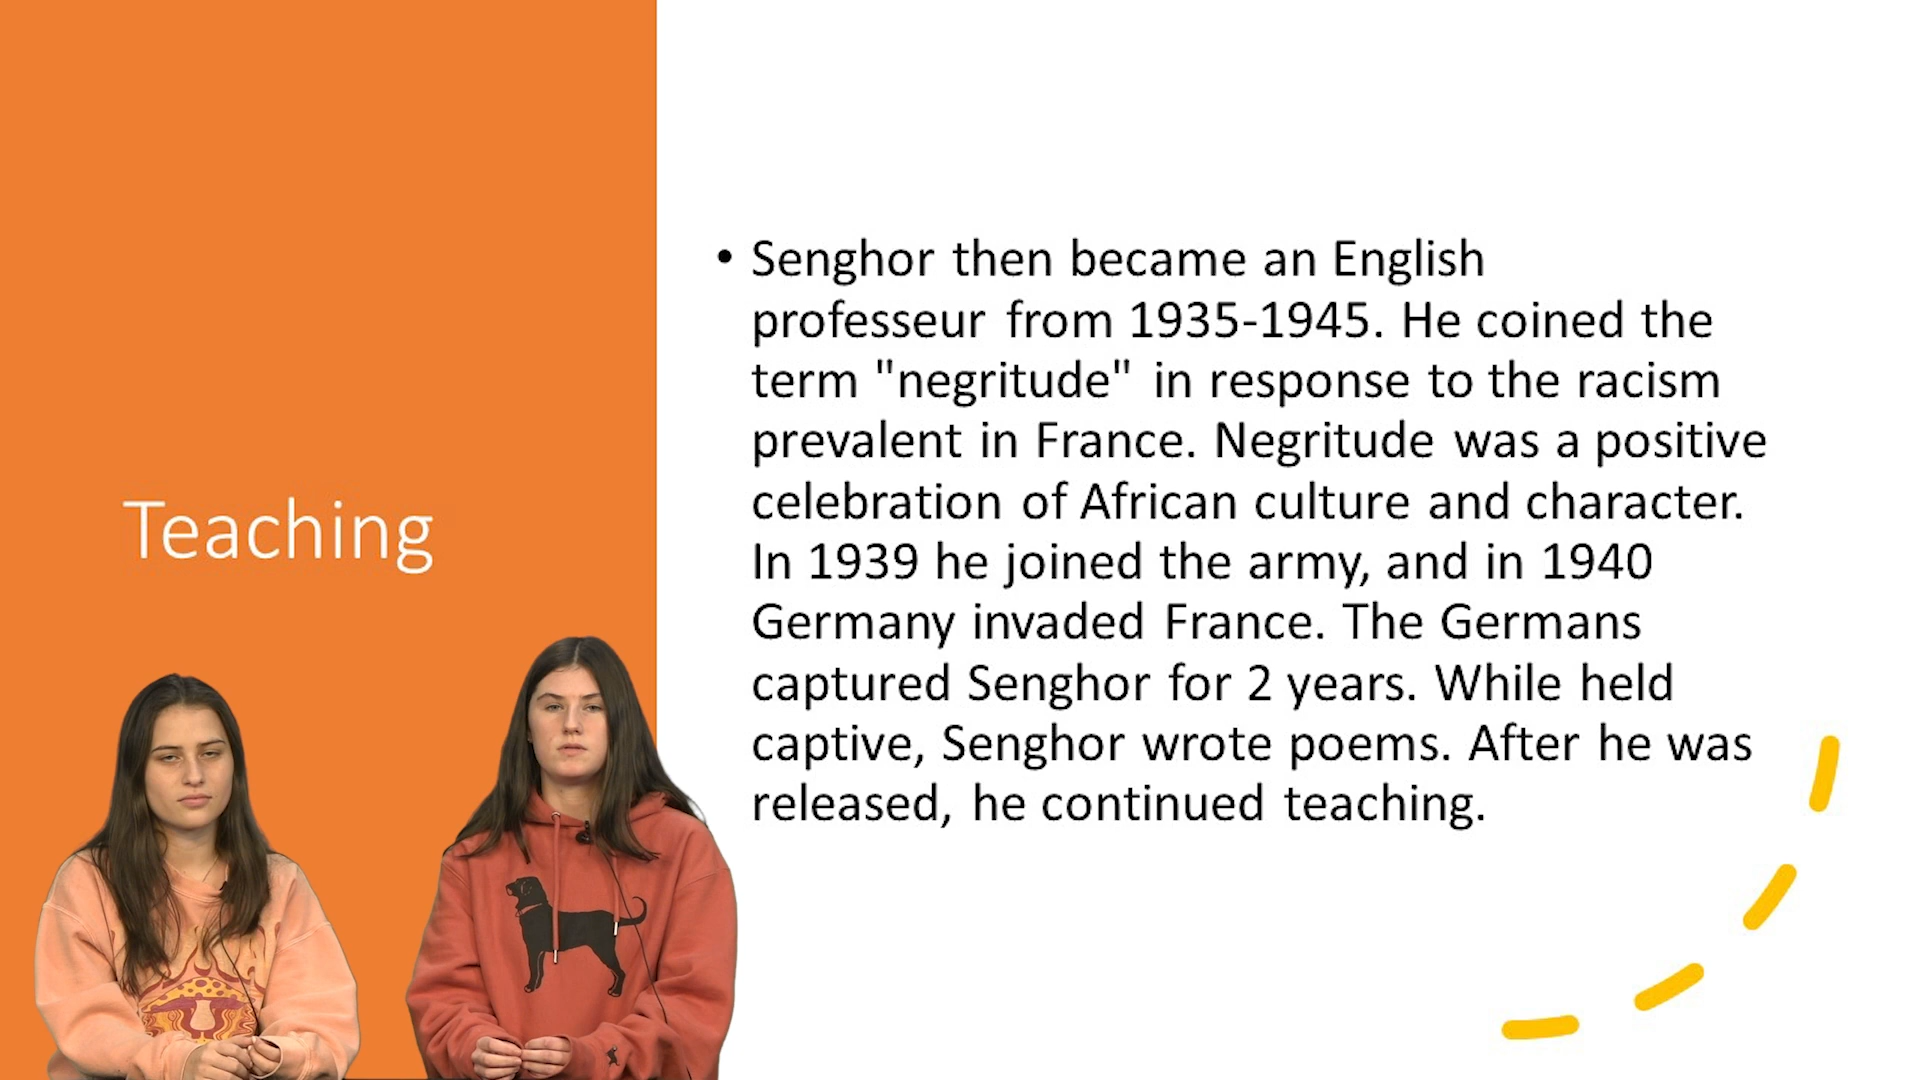 Teaching
• Senghor then became an English
professeur from 1935-1945. He coined the
term "negritude" in response to the racism
prevalent in France. Negritude was a positive
celebration of African culture and character.
In 1939 he joined the army, and in 1940
Germany invaded France. The Germans
captured Senghor for 2 years. While held
captive, Senghor wrote poems. After he was
released, he continued teaching.